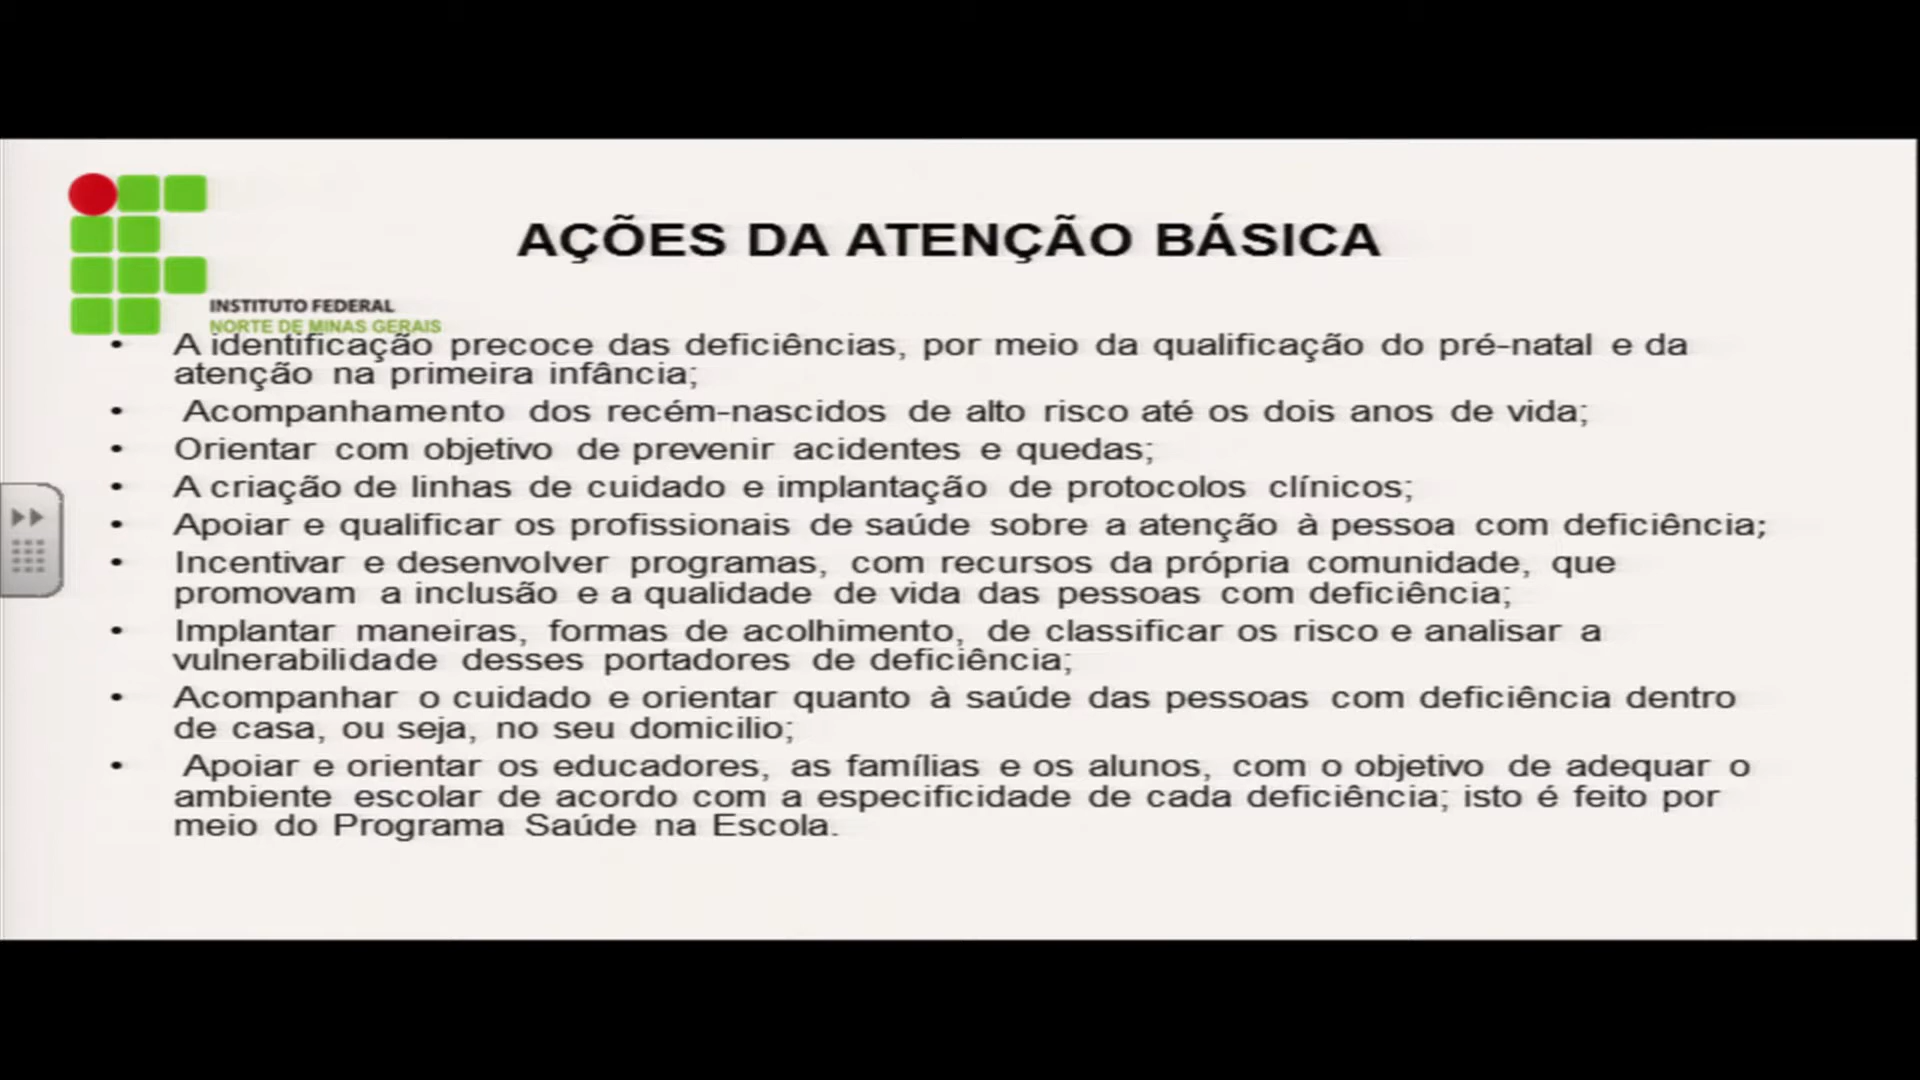 AÇÕES DA ATENÇÃO BÁSICA
INSTITUTO FEDERAL
NORTE DE MINAS GERAIS
• A identificação precoce das deficiências, por meio da qualificação do pré-natal e da
atenção na primeira infância;
• Acompanhamento dos recém-nascidos de alto risco até os dois anos de vida;
• Orientar com objetivo de prevenir acidentes e quedas;
• A criação de linhas de cuidado e implantação de protocolos clínicos;
• Apoiar e qualificar os profissionais de saúde sobre a atenção à pessoa com deficiência;
• Incentivar e desenvolver programas, com recursos da própria comunidade, que
promovam a inclusão e a qualidade de vida das pessoas com deficiência;
• Implantar maneiras, formas de acolhimento, de classificar os risco e analisar a
vulnerabilidade desses portadores de deficiência;
• Acompanhar o cuidado e orientar quanto à saúde das pessoas com deficiência dentro
de casa, ou seja, no seu domicilio;
• Apoiar e orientar os educadores, as famílias e os alunos, com o objetivo de adequar o
ambiente escolar de acordo com a especificidade de cada deficiência; isto é feito por
meio do Programa Saúde na Escola.